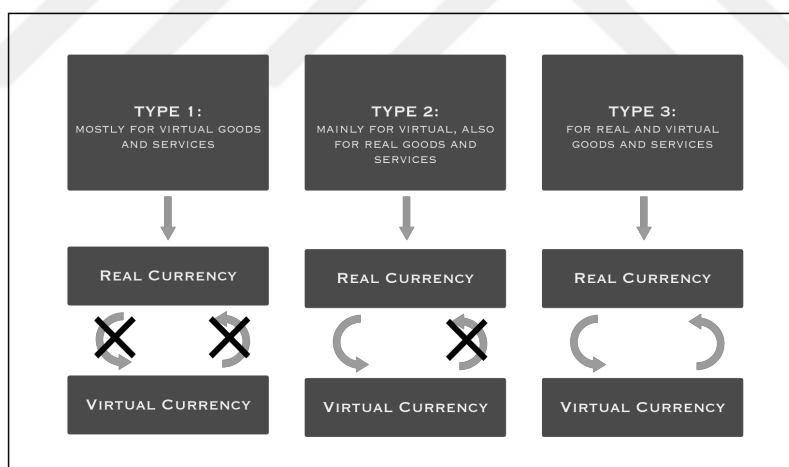 TYPE 1:
MOSTLY FOR VIRTUAL GOODS
AND SERVICES
TYPE 2:
MAINLY FOR VIRTUAL, ALSO
FOR REAL GOODS AND
SERVICES
TYPE 3:
FOR REAL AND VIRTUAL
GOODS AND SERVICES
REAL CURRENCY
REAL CURRENCY
REAL CURRENCY
VIRTUAL CURRENCY
VIRTUAL CURRENCY
VIRTUAL CURRENCY